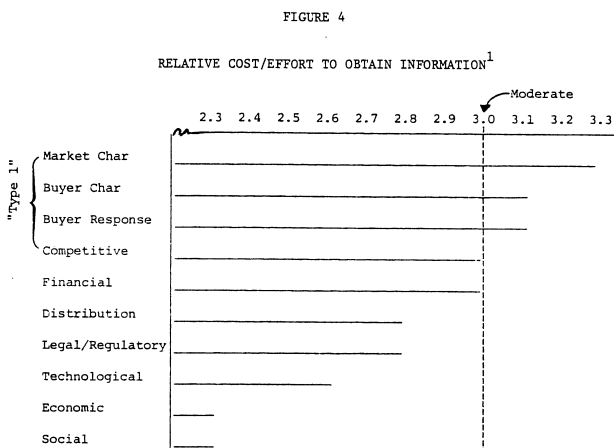 FIGURE 4
RELATIVE COST/EFFORT TO OBTAIN INFORMATION1
Moderate
2.3 2.4 2.5 2.6 2.7 2.8 2.9 3.0 3.1 3.2 3.3
"Type 1"
Market Char
Buyer Char
Buyer Response
Competitive
Financial
Distribution
Legal/Regulatory
Technological
Economic
Social